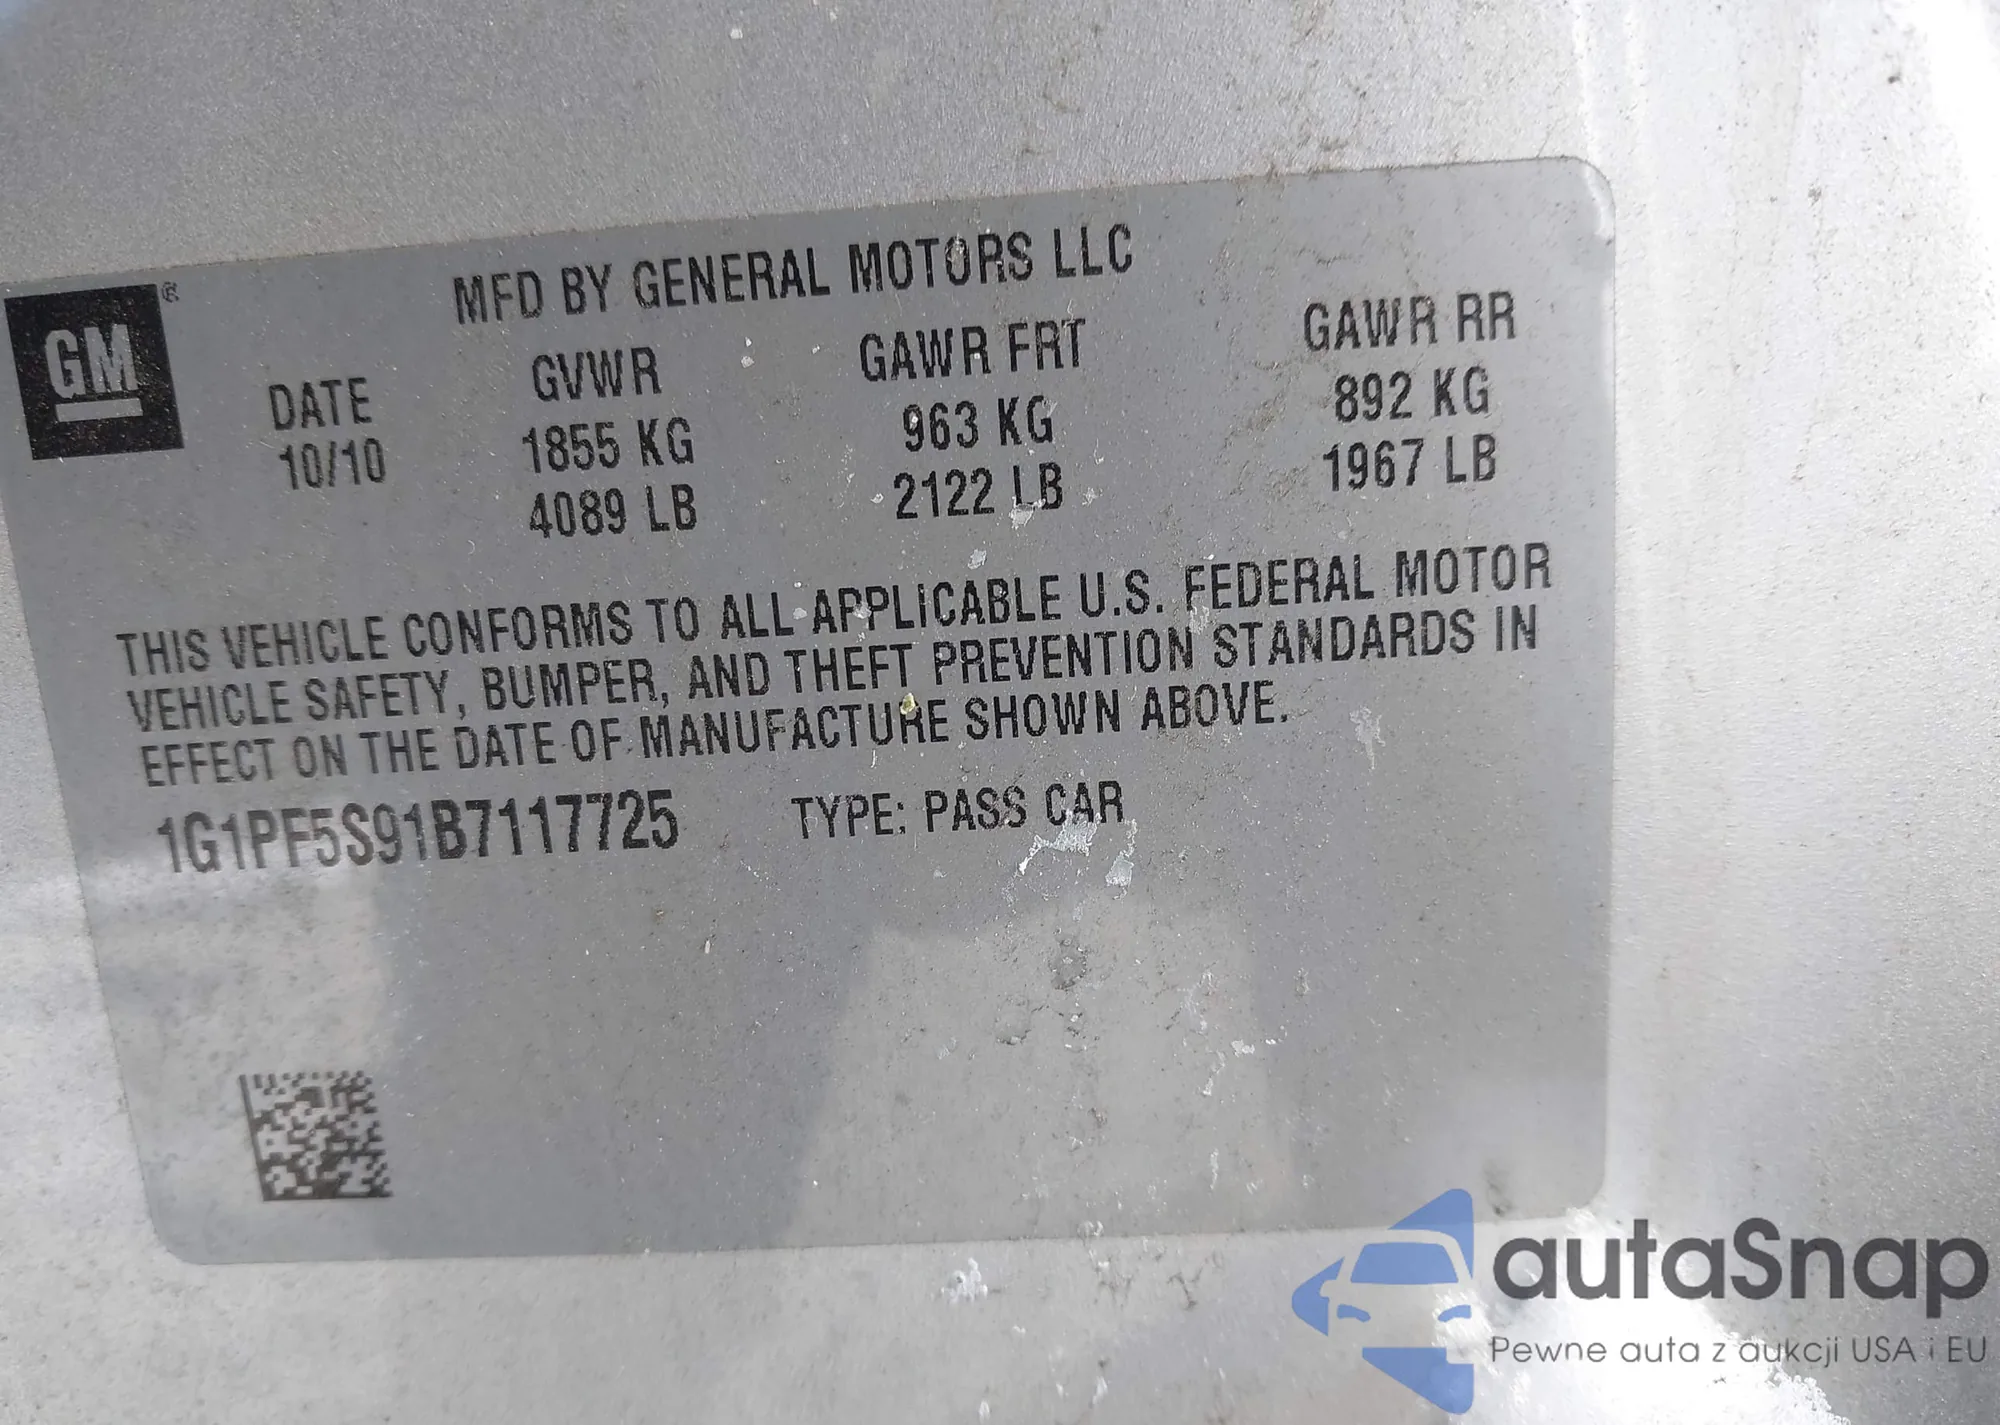 MFD BY GENERAL MOTORS LLC
GM
DATE GVWR GAWR FRT GAWR RR
10/10 1855 KG 963 KG 892 KG
4089 LB 2122 LB 1967 LB
THIS VEHICLE CONFORMS TO ALL APPLICABLE U.S. FEDERAL MOTOR
VEHICLE SAFETY, BUMPER, AND THEFT PREVENTION STANDARDS IN
EFFECT ON THE DATE OF MANUFACTURE SHOWN ABOVE.
1G1PF5S91B7117725 TYPE: PASS CAR
autaSnap
Pewne auta z aukcji USA i EU